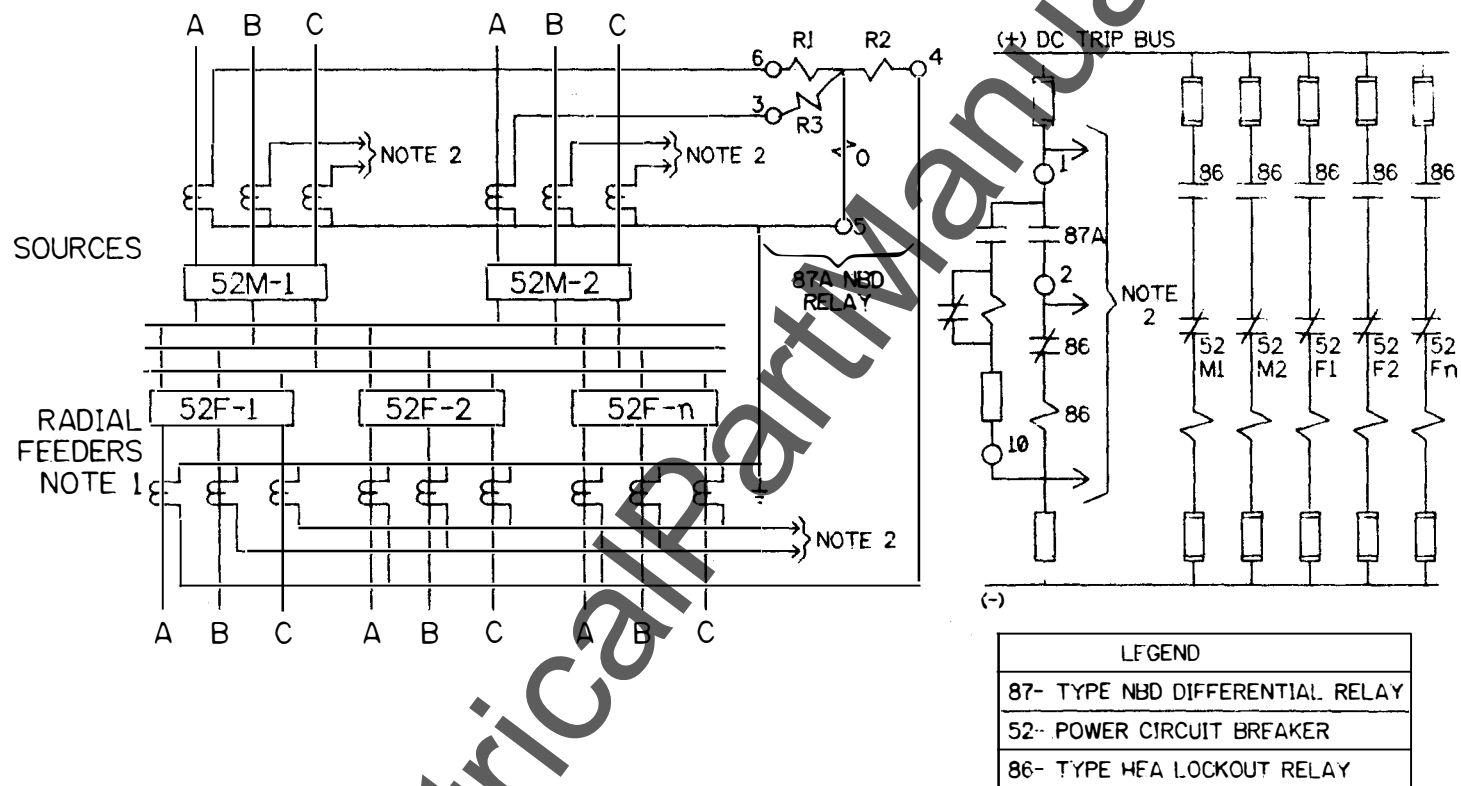 A B C
A B C
6 R1 R2 4
3
R3
NOTE 2
NOTE 2
O
5
SOURCES
52M-1
52M-2
87A NBD
RELAY
RADIAL
FEEDERS
NOTE 1
52F-1
52F-2
52F-n
NOTE 2
A B C A B C A B C
(+) DC TRIP BUS
1
87A
2
NOTE
2
86
86
10
86 86 86 86 86
52 52 52 52 52
M1 M2 F1 F2 Fn
(-)
LEGEND
87- TYPE NBD DIFFERENTIAL RELAY
52-- POWER CIRCUIT BREAKER
86- TYPE HEA LOCKOUT RELAY
ricalPartManua